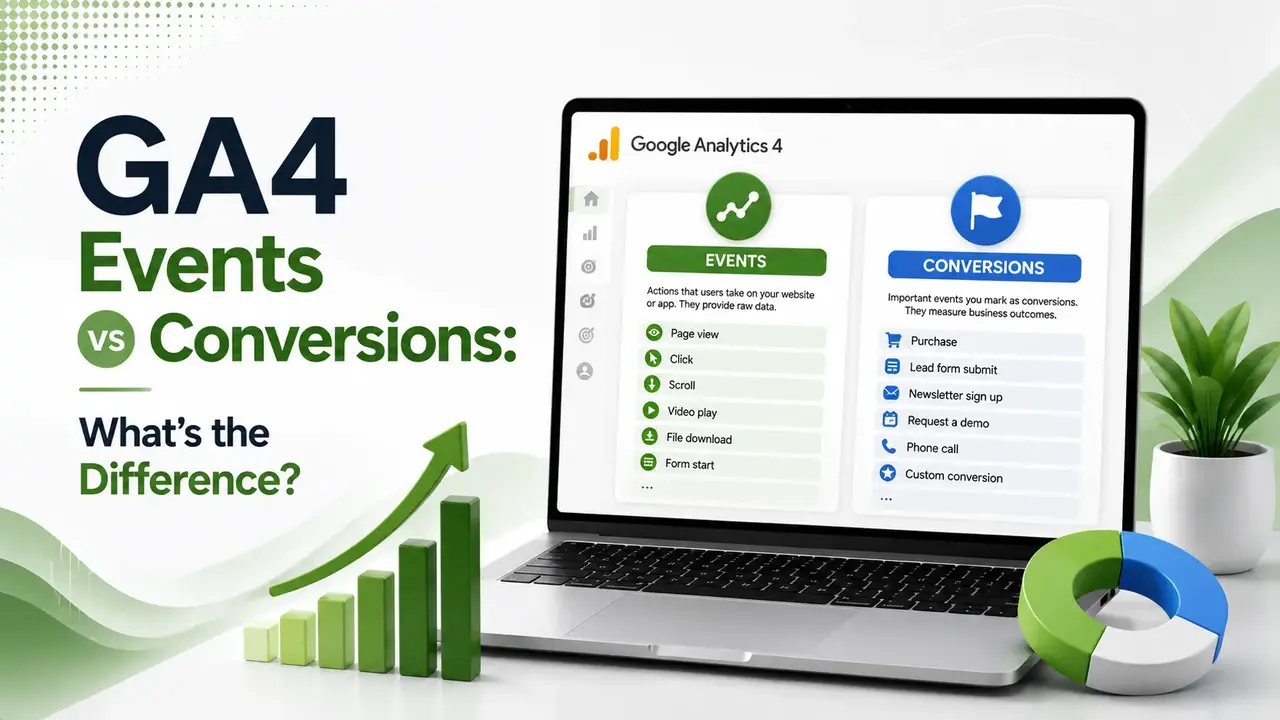 GA4
Events
VS Conversions:
What's the
Difference?
Google Analytics 4
EVENTS
Actions that users take on your website
or app. They provide raw data.
Page view
Click
Scroll
Video play
File download
Form start
...
CONVERSIONS
Important events you mark as conversions.
They measure business outcomes.
Purchase
Lead form submit
Newsletter sign up
Request a demo
Phone call
Custom conversion
...